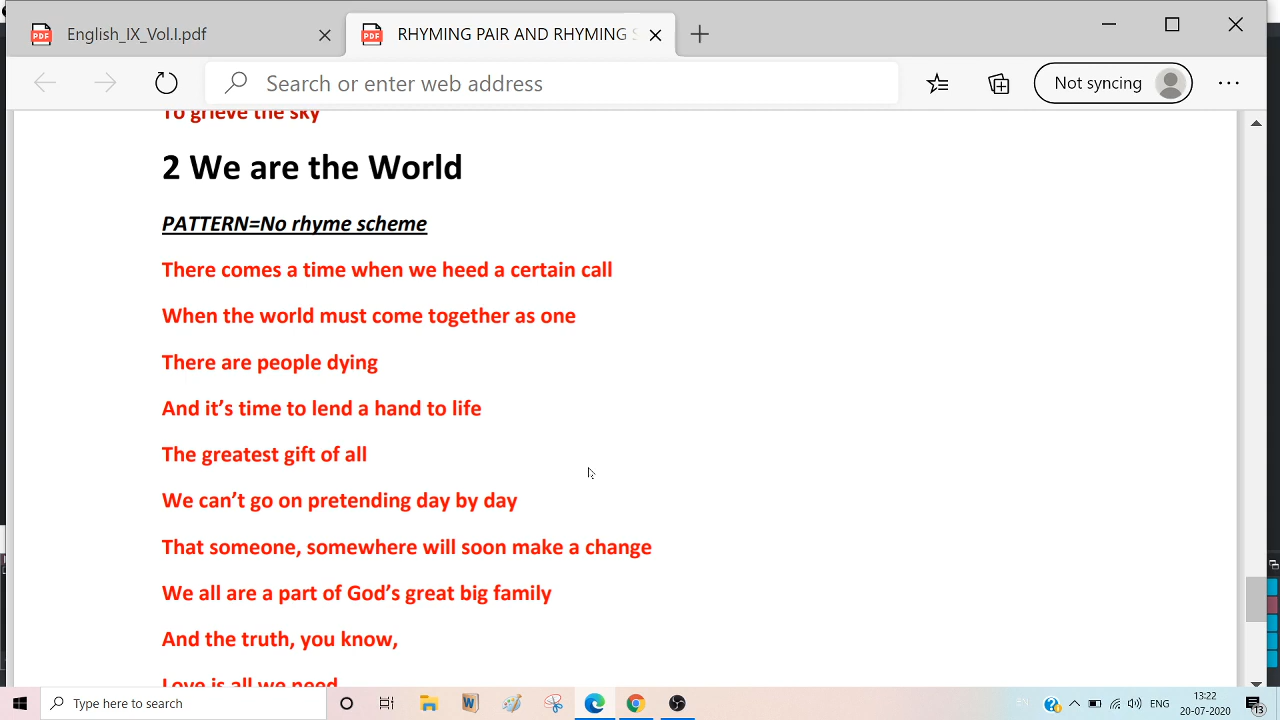 English_IX_Vol.I.pdf
RHYMING PAIR AND RHYMING S
Search or enter web address
Not syncing
To grieve the sky
2 We are the World
PATTERN=No rhyme scheme
There comes a time when we heed a certain call
When the world must come together as one
There are people dying
And it’s time to lend a hand to life
The greatest gift of all
We can’t go on pretending day by day
That someone, somewhere will soon make a change
We all are a part of God’s great big family
And the truth, you know,
Love is all we need
Type here to search
ENG
13:22
20-07-2020
13